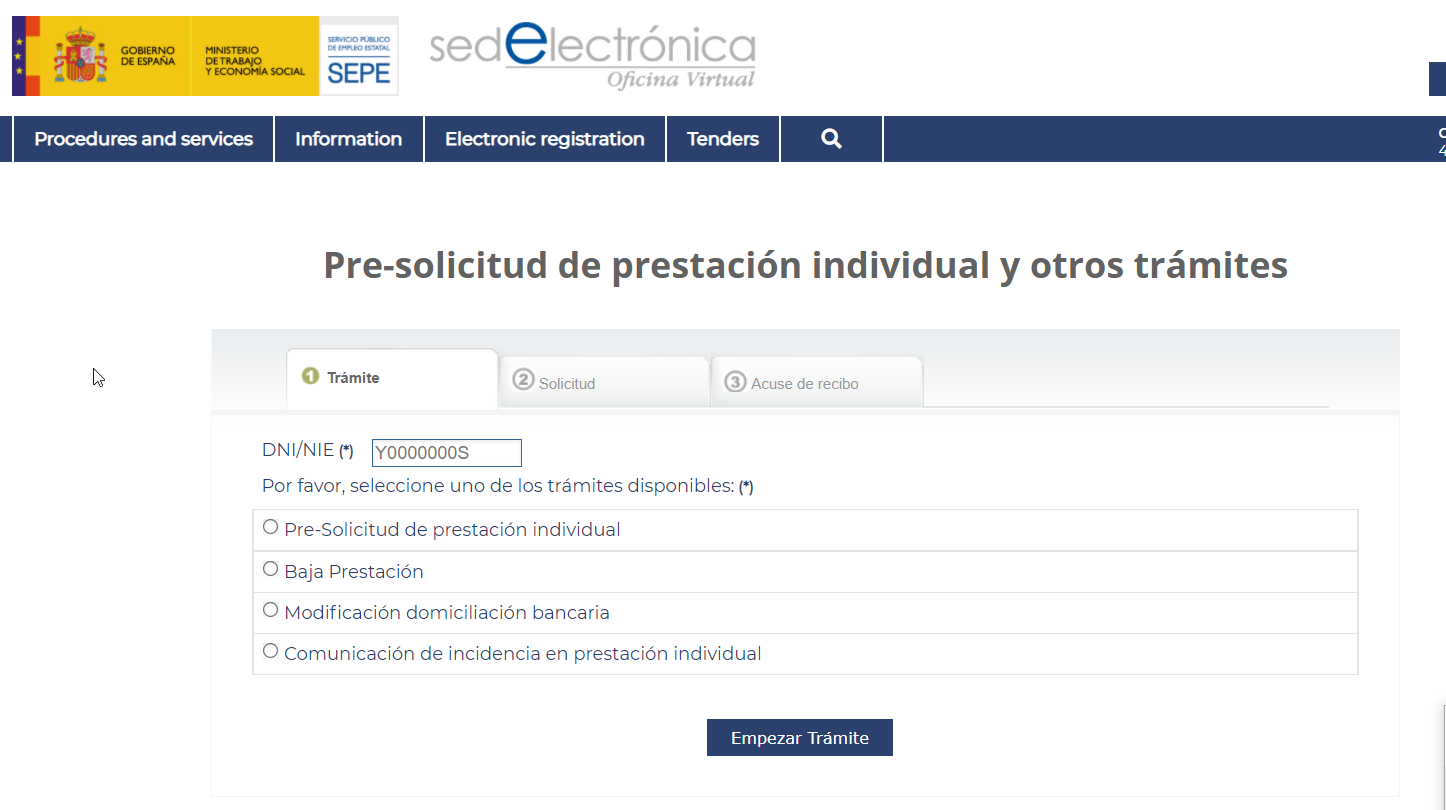 GOBIERNO
DE ESPAÑA
MINISTERIO
DE TRABAJO
Y ECONOMÍA SOCIAL
SERVICIO PÚBLICO
DE EMPLEO ESTATAL
SEPE
sedelectrónica
Oficina Virtual
Procedures and services
Information
Electronic registration
Tenders
Pre-solicitud de prestación individual y otros trámites
1 Trámite
2 Solicitud
3 Acuse de recibo
DNI/NIE (*) Y0000000S
Por favor, seleccione uno de los trámites disponibles: (*)
Pre-Solicitud de prestación individual
Baja Prestación
Modificación domiciliación bancaria
Comunicación de incidencia en prestación individual
Empezar Trámite